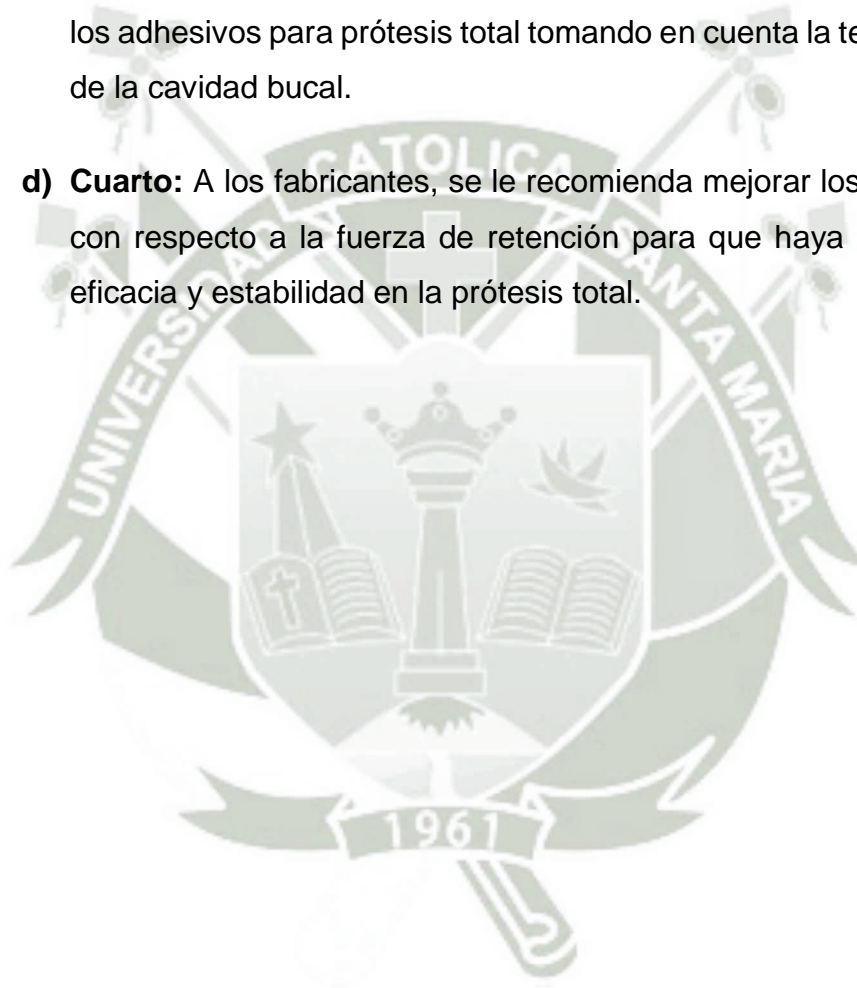 los adhesivos para prótesis total tomando en cuenta la
de la cavidad bucal.
d) Cuarto: A los fabricantes, se le recomienda mejorar los
con respecto a la fuerza de retención para que haya
eficacia y estabilidad en la prótesis total.
UNIVERSIDAD CATOLICA SANTA MARIA
1961